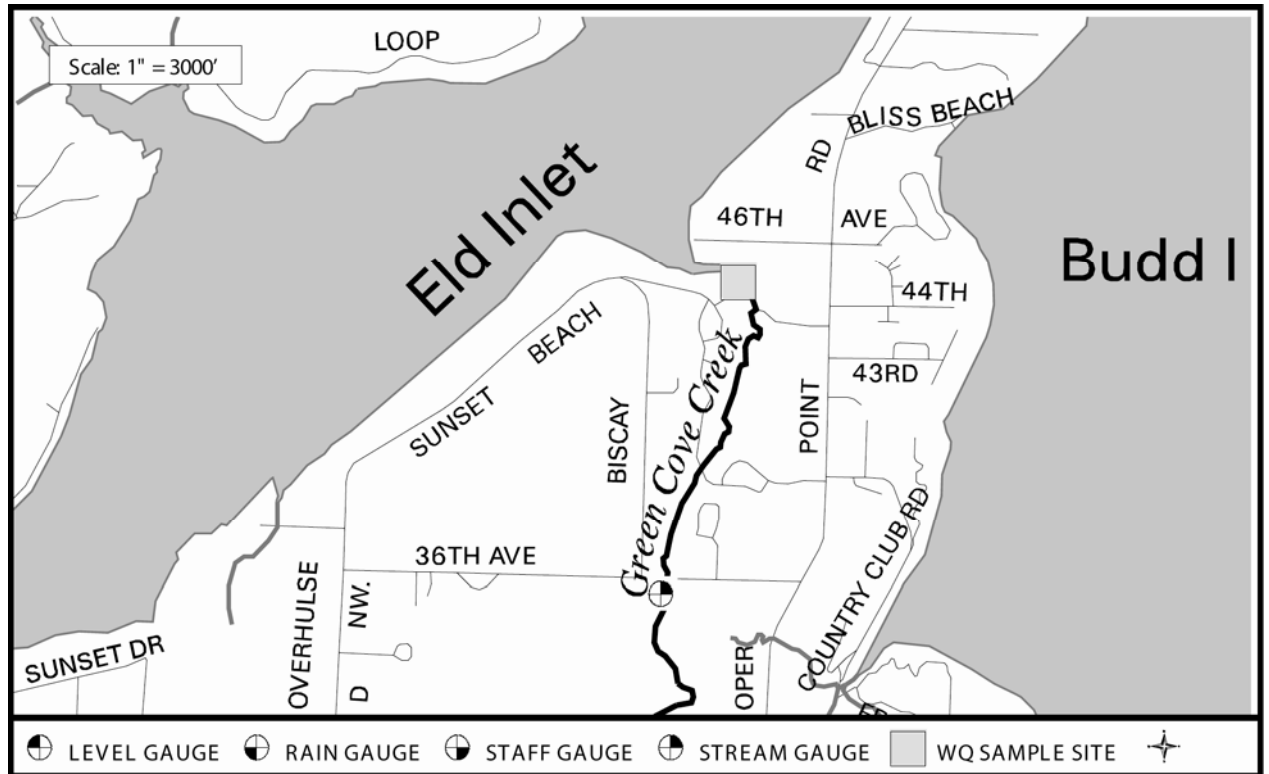 LOOP
Scale: 1" = 3000'
BLISS BEACH
RD
Eld Inlet
46TH AVE
Budd I
44TH
BEACH
43RD
SUNSET
BISCAY
Green Cove Creek
POINT
COUNTRY CLUB RD
36TH AVE
OVERHULSE
NW.
SUNSET DR
D
OPER
LEVEL GAUGE RAIN GAUGE STAFF GAUGE STREAM GAUGE WQ SAMPLE SITE